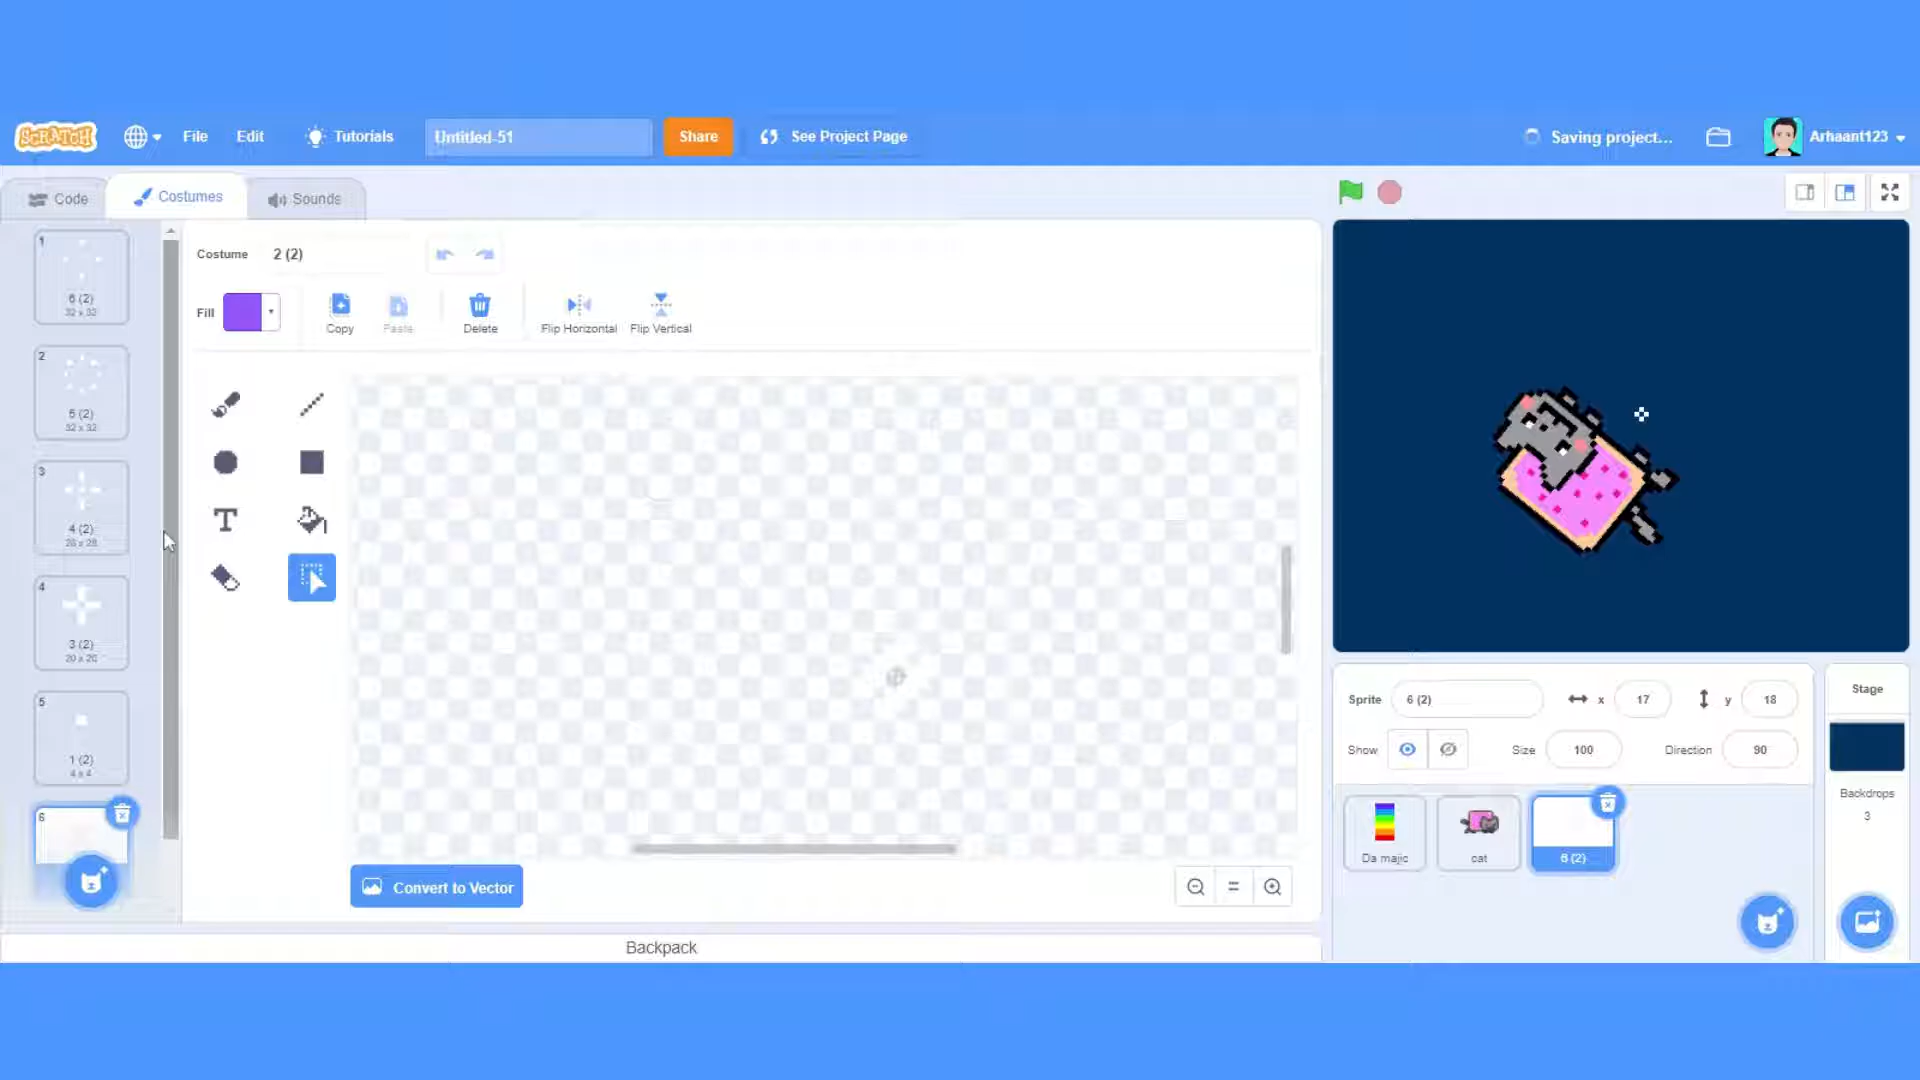 SCRATCH
File
Edit
Tutorials
Untitled-51
Share
See Project Page
Saving project...
Arhaant123
Code
Costumes
Sounds
Costume
2 (2)
Fill
Copy
Paste
Delete
Flip Horizontal
Flip Vertical
1
6 (2)
32 x 32
2
5 (2)
32 x 32
3
4 (2)
28 x 28
4
3 (2)
20 x 20
5
1 (2)
4 x 4
6
T
Convert to Vector
Backpack
Sprite
6 (2)
x
17
y
18
Show
Size
100
Direction
90
Da majic
cat
6 (2)
Stage
Backdrops
3